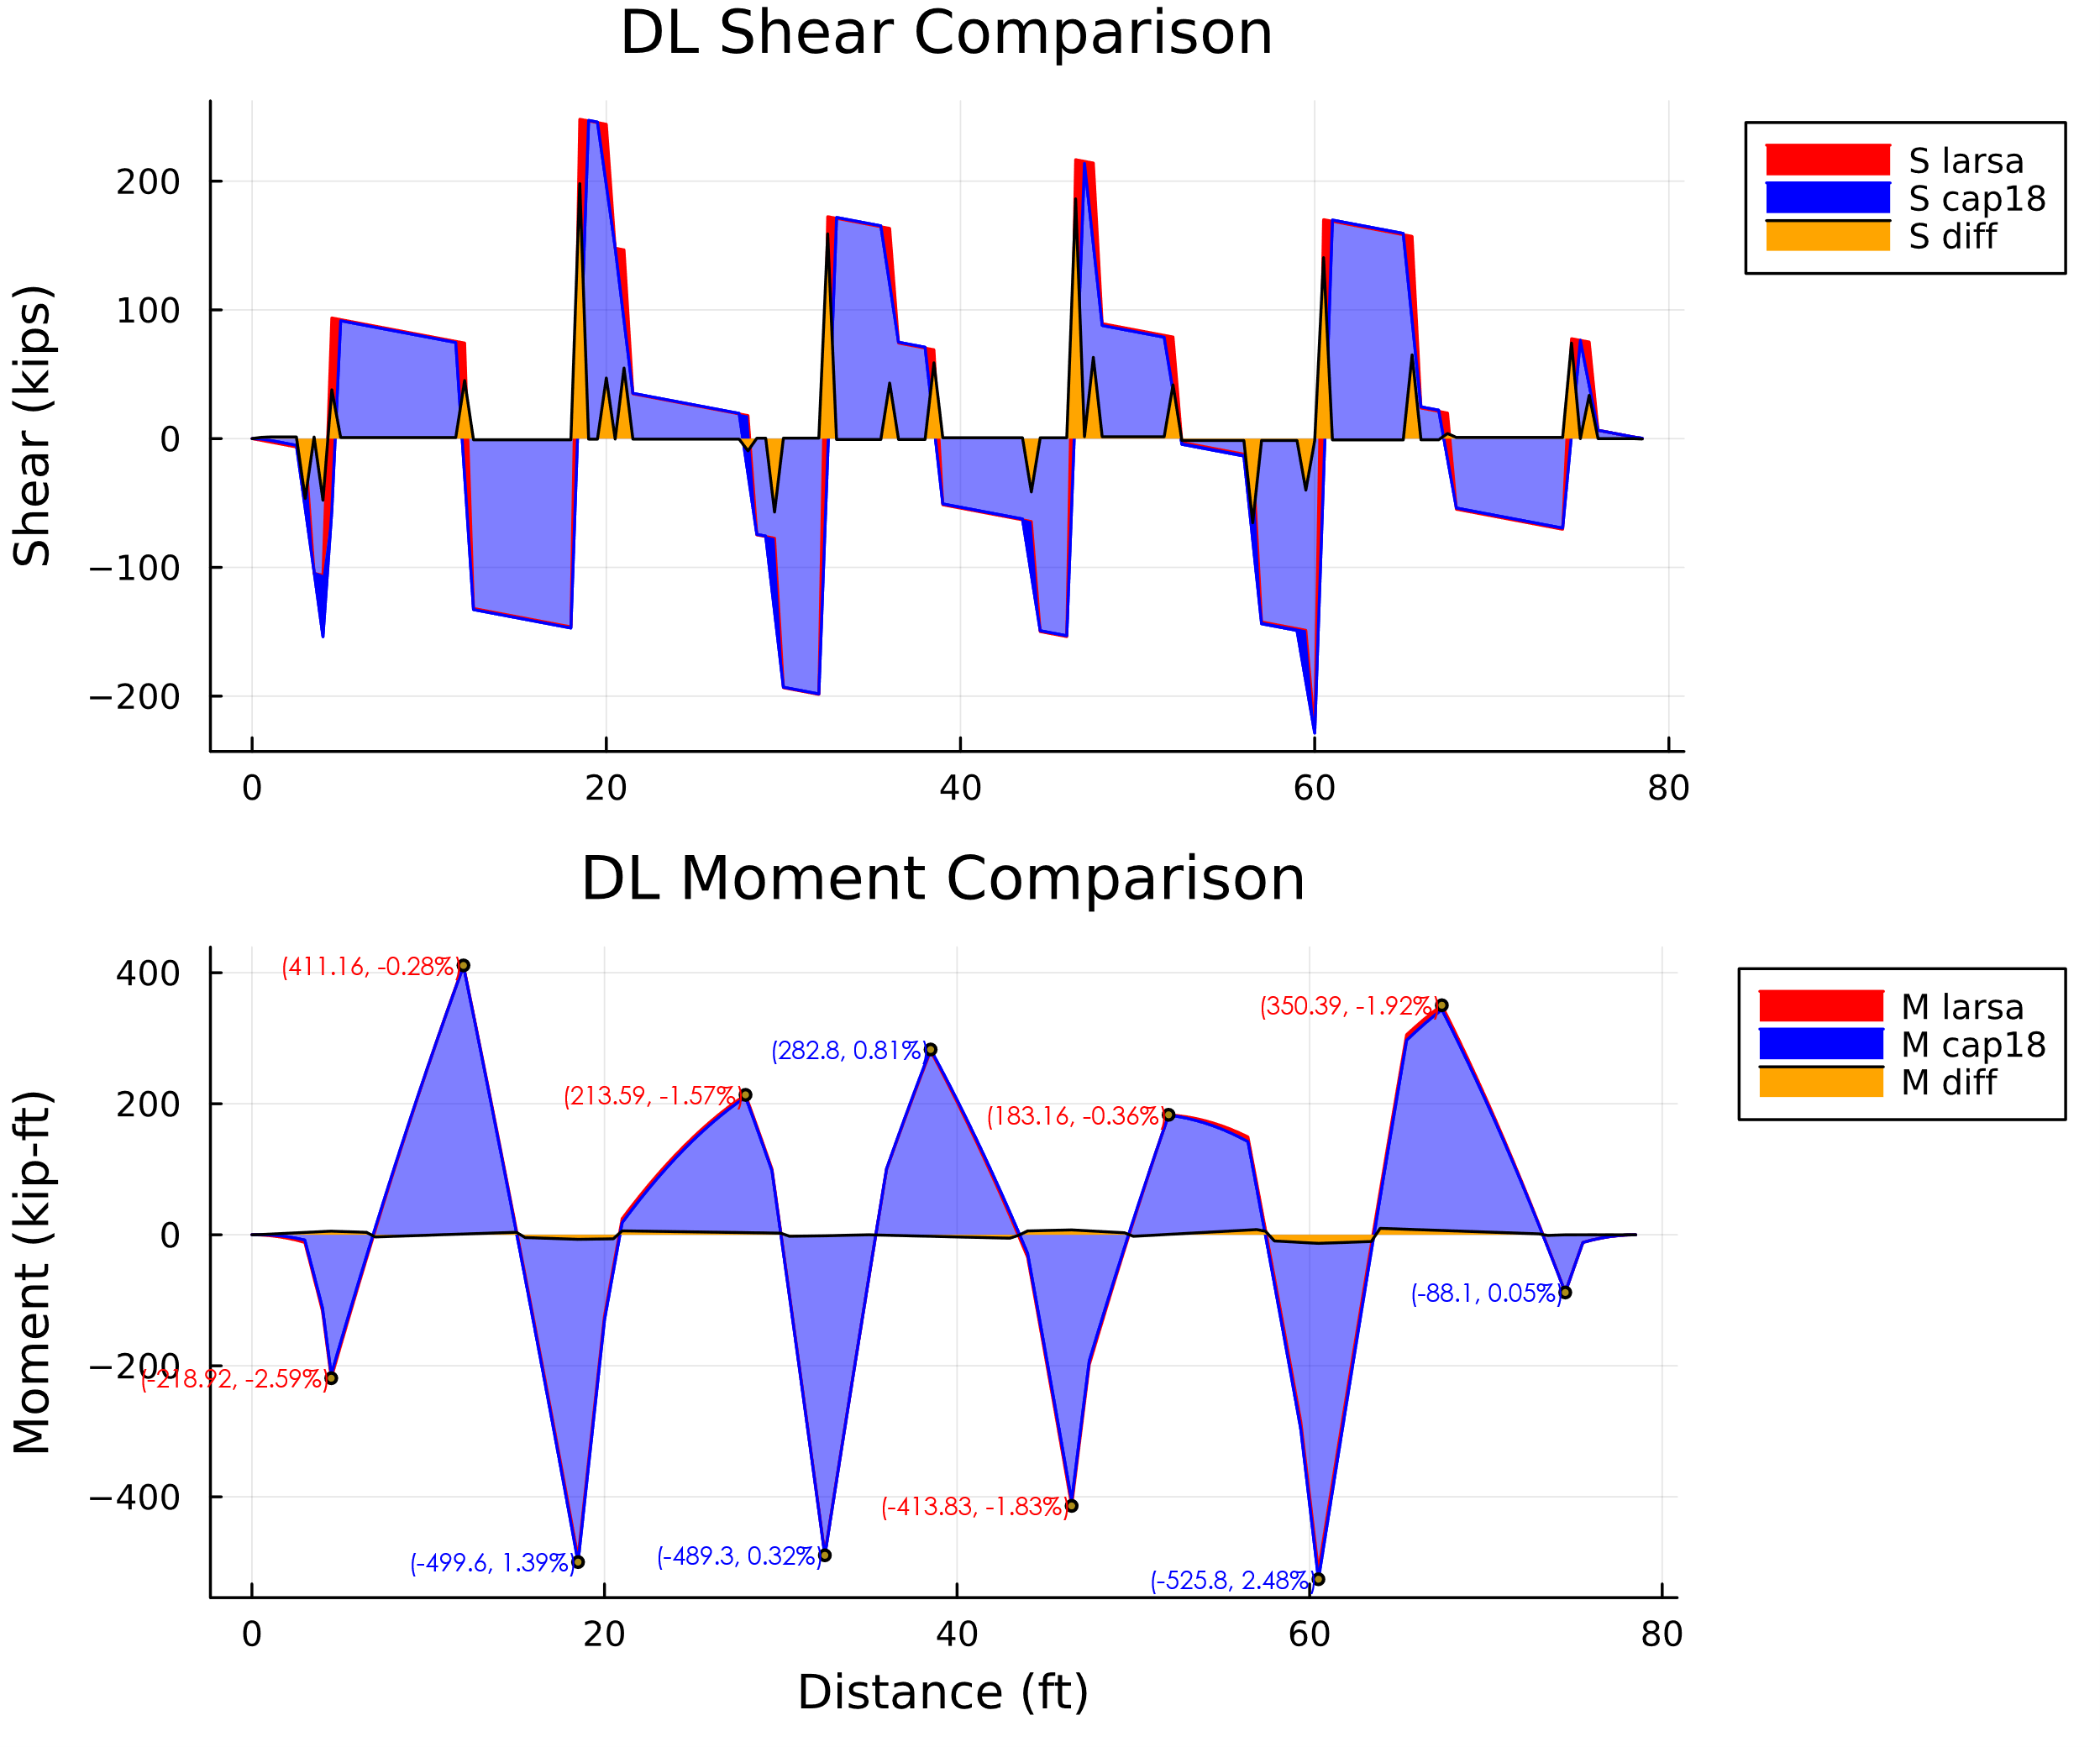 DL Shear Comparison
Shear (kips)
200
100
0
−100
−200
0 20 40 60 80
S larsa
S cap18
S diff
DL Moment Comparison
Moment (kip-ft)
400
200
0
−200
−400
(411.16, -0.28%)
(350.39, -1.92%)
(282.8, 0.81%)
(213.59, -1.57%)
(183.16, -0.36%)
(-88.1, 0.05%)
(-218.92, -2.59%)
(-413.83, -1.83%)
(-499.6, 1.39%)
(-489.3, 0.32%)
(-525.8, 2.48%)
0 20 40 60 80
Distance (ft)
M larsa
M cap18
M diff